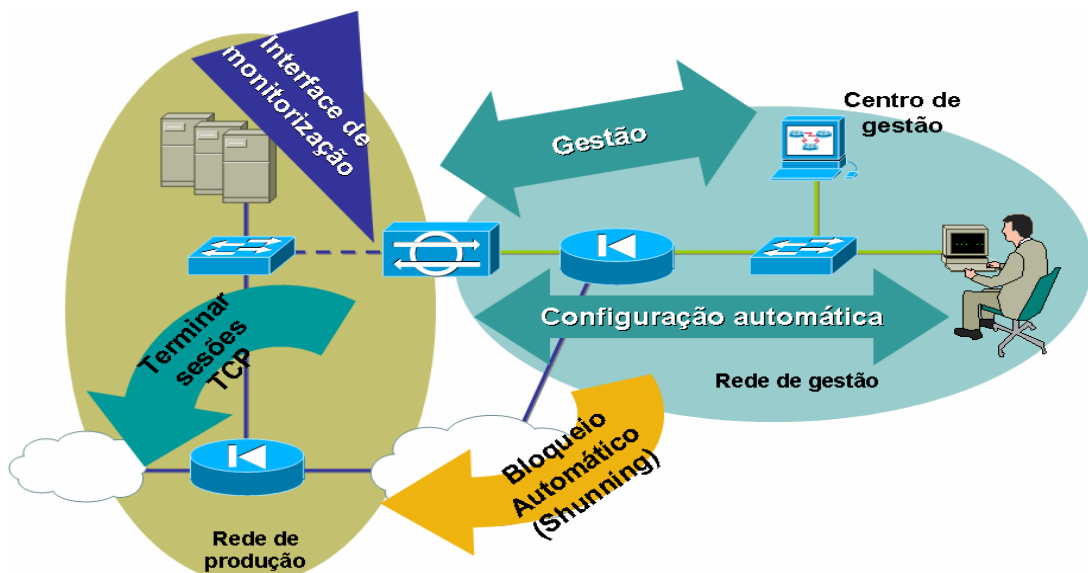 Interface de
monitorização
Gestão
Centro de
gestão
Configuração automática
Terminar
sesões
TCP
Rede de gestão
Bloqueio
Automático
(Shunning)
Rede de
produção